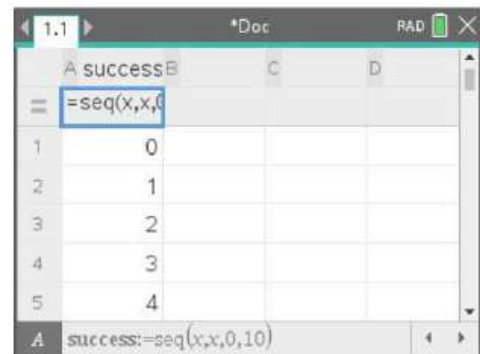 1.1 *Doc RAD
A success B C D
= =seq(x,x,0
1 0
2 1
3 2
4 3
5 4
A success:=seq(x,x,0,10)